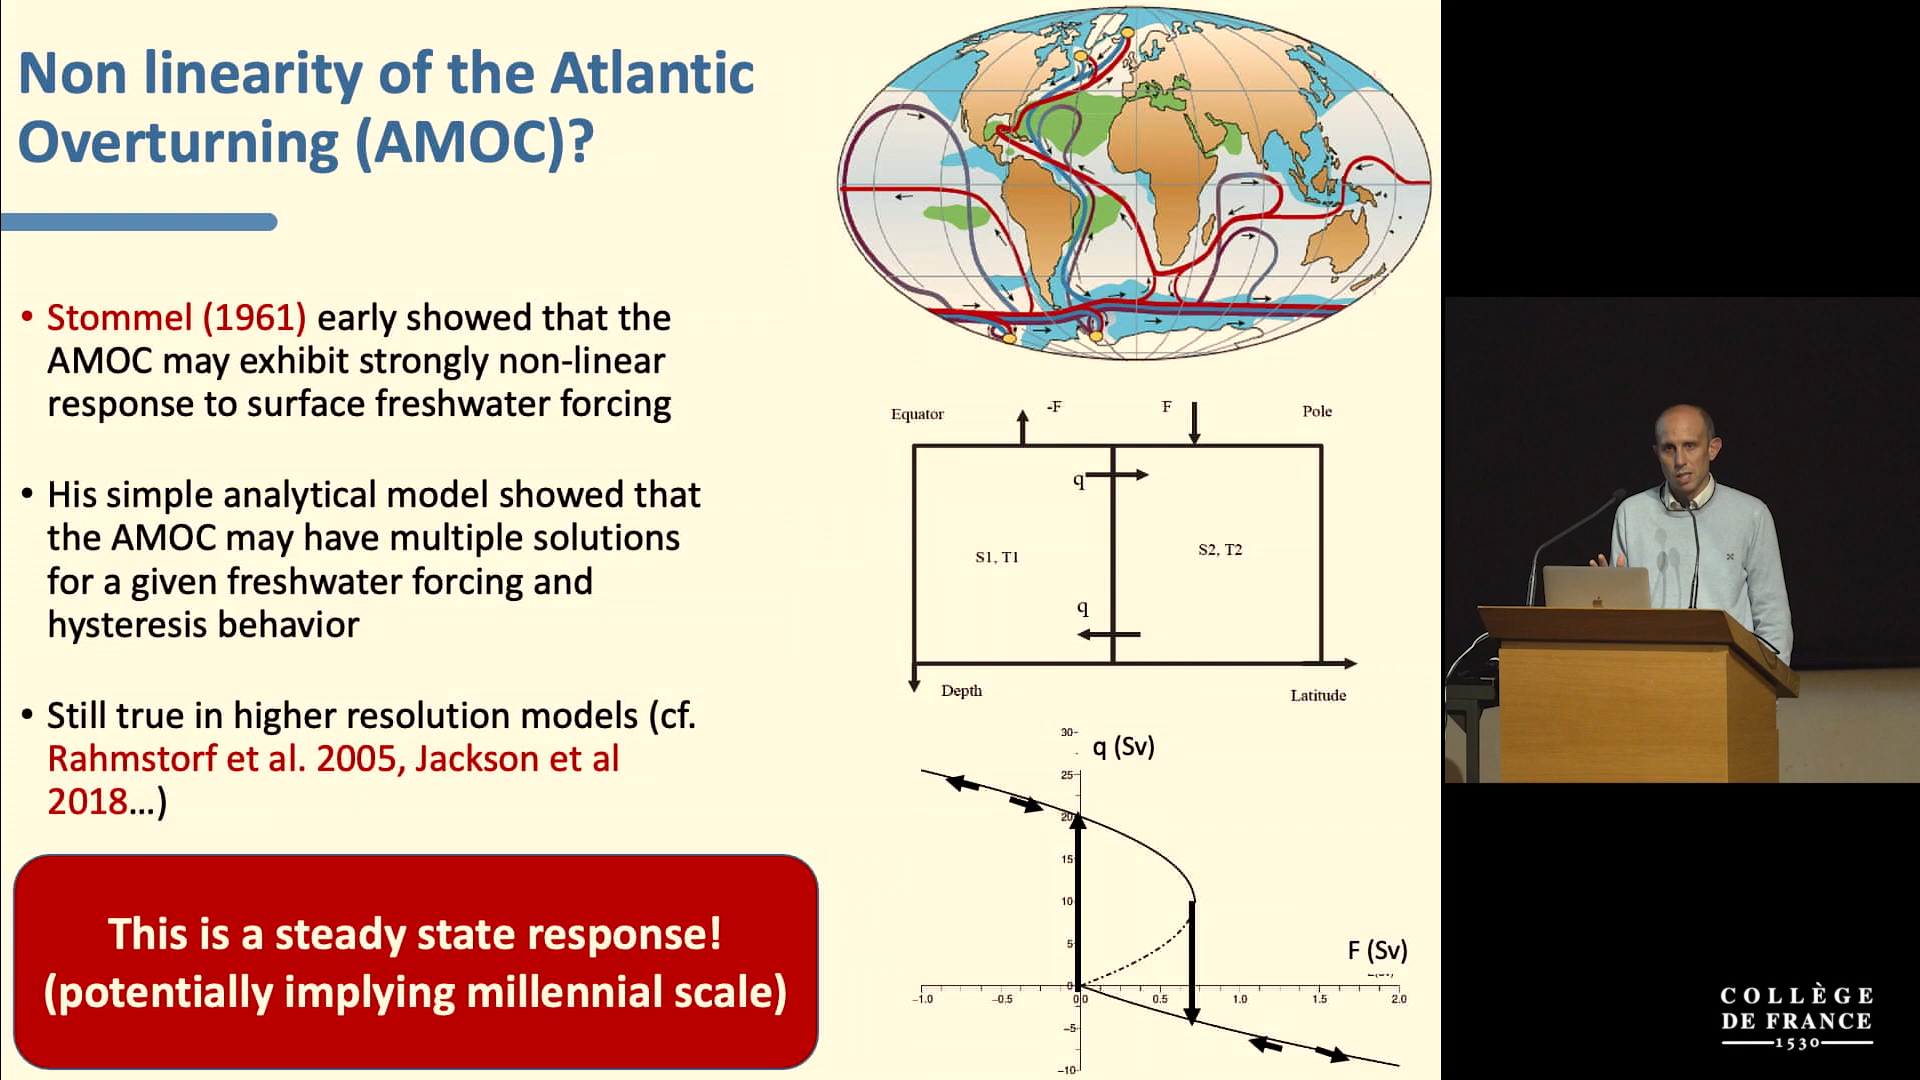 Non linearity of the Atlantic
Overturning (AMOC)?
• Stommel (1961) early showed that the
AMOC may exhibit strongly non-linear
response to surface freshwater forcing
• His simple analytical model showed that
the AMOC may have multiple solutions
for a given freshwater forcing and
hysteresis behavior
• Still true in higher resolution models (cf.
Rahmstorf et al. 2005, Jackson et al
2018...)
This is a steady state response!
(potentially implying millennial scale)
Equator
-F
F
Pole
q
S1, T1
S2, T2
q
Depth
Latitude
q (Sv)
30
25
20
15
10
5
0
-5
-10
F (Sv)
-1.0
-0.5
0.0
0.5
1.0
1.5
2.0
COLLÈGE
DE FRANCE
1530